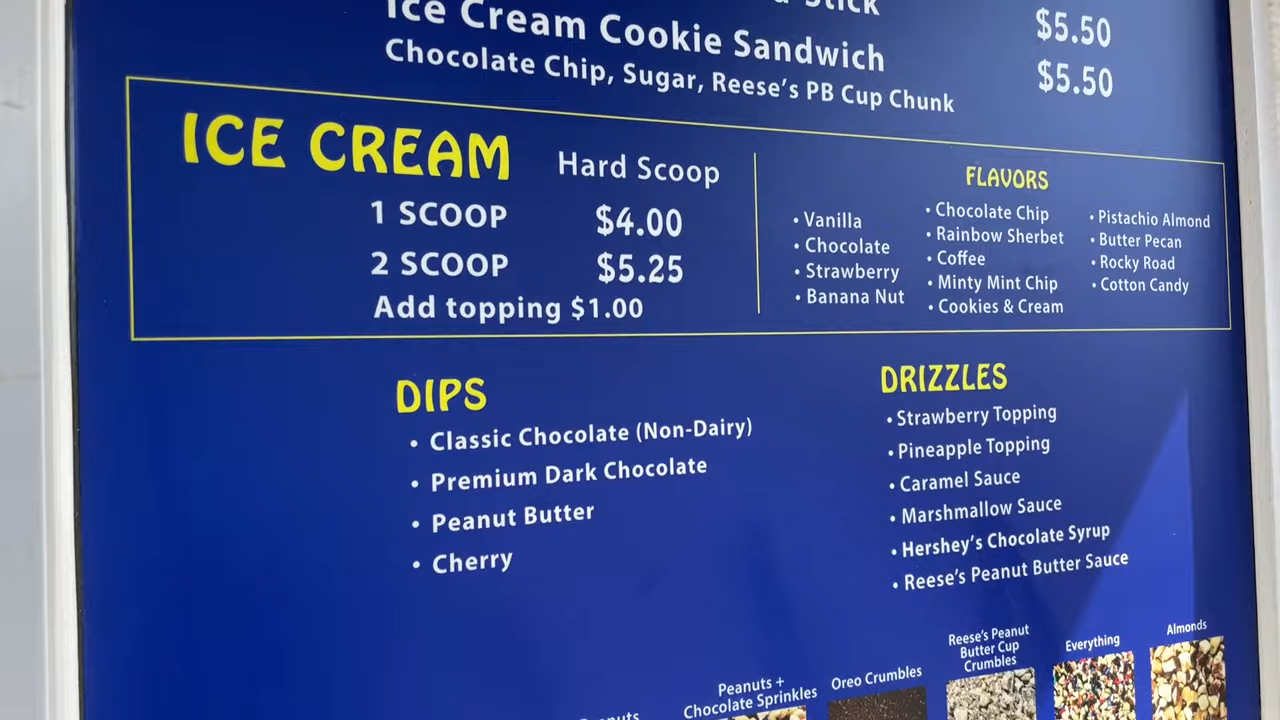 Stick $5.50
Ice Cream Cookie Sandwich $5.50
Chocolate Chip, Sugar, Reese's PB Cup Chunk
ICE CREAM Hard Scoop
1 SCOOP $4.00
2 SCOOP $5.25
Add topping $1.00
FLAVORS
• Vanilla
• Chocolate
• Strawberry
• Banana Nut
• Chocolate Chip
• Rainbow Sherbet
• Coffee
• Minty Mint Chip
• Cookies & Cream
• Pistachio Almond
• Butter Pecan
• Rocky Road
• Cotton Candy
DIPS
• Classic Chocolate (Non-Dairy)
• Premium Dark Chocolate
• Peanut Butter
• Cherry
DRIZZLES
• Strawberry Topping
• Pineapple Topping
• Caramel Sauce
• Marshmallow Sauce
• Hershey's Chocolate Syrup
• Reese's Peanut Butter Sauce
Peanuts +
Chocolate Sprinkles
Oreo Crumbles
Reese's Peanut
Butter Cup
Crumbles
Everything
Almonds